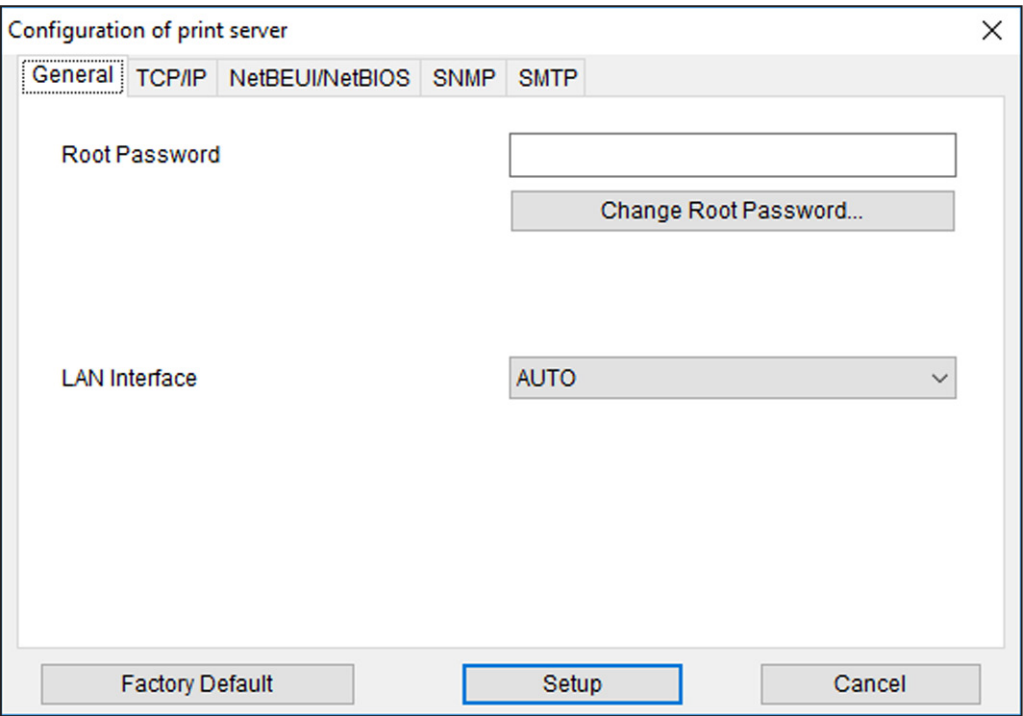 Configuration of print server
General TCP/IP NetBEUI/NetBIOS SNMP SMTP
Root Password
Change Root Password...
LAN Interface AUTO
Factory Default Setup Cancel